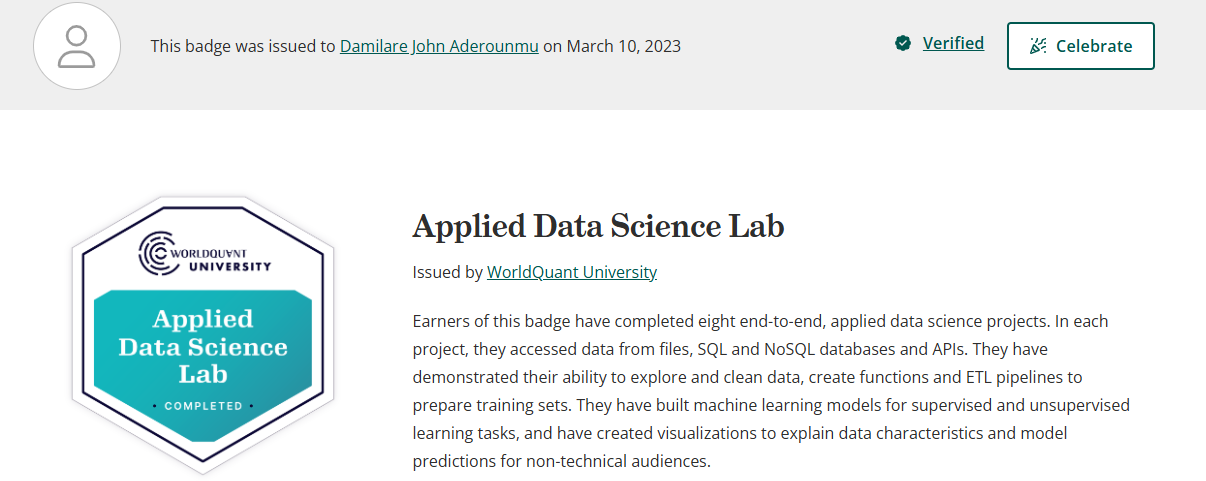 This badge was issued to Damilare John Aderounmu on March 10, 2023
Verified
Celebrate
WORLDQUANT
UNIVERSITY
Applied
Data Science
Lab
• COMPLETED •
Applied Data Science Lab
Issued by WorldQuant University
Earners of this badge have completed eight end-to-end, applied data science projects. In each
project, they accessed data from files, SQL and NoSQL databases and APIs. They have
demonstrated their ability to explore and clean data, create functions and ETL pipelines to
prepare training sets. They have built machine learning models for supervised and unsupervised
learning tasks, and have created visualizations to explain data characteristics and model
predictions for non-technical audiences.